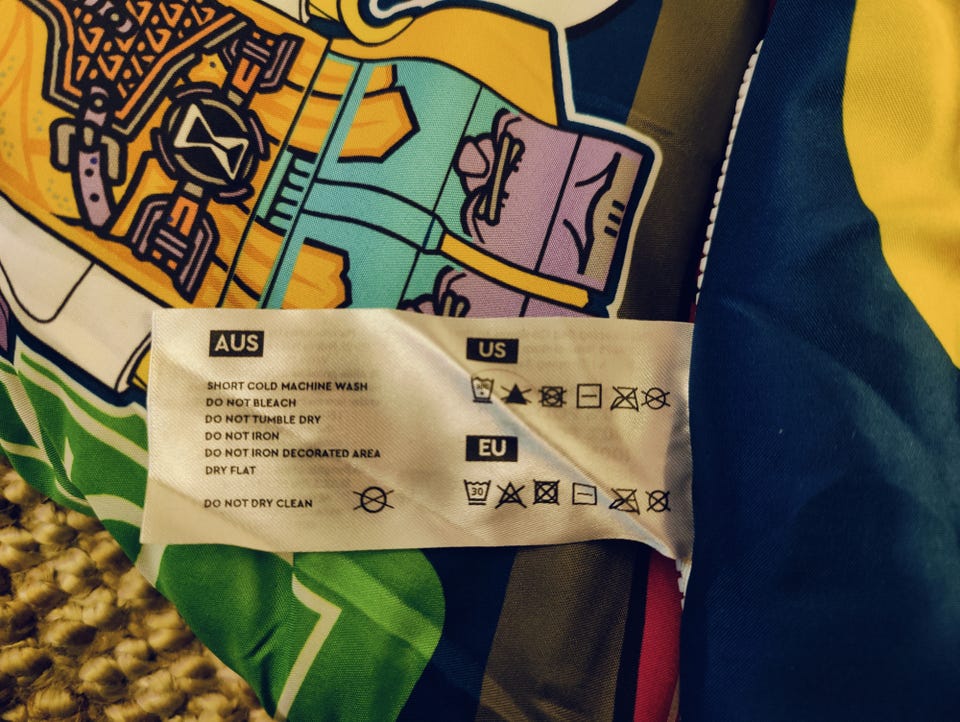 AUS
SHORT COLD MACHINE WASH
DO NOT BLEACH
DO NOT TUMBLE DRY
DO NOT IRON
DO NOT IRON DECORATED AREA
DRY FLAT
DO NOT DRY CLEAN
US
EU
30